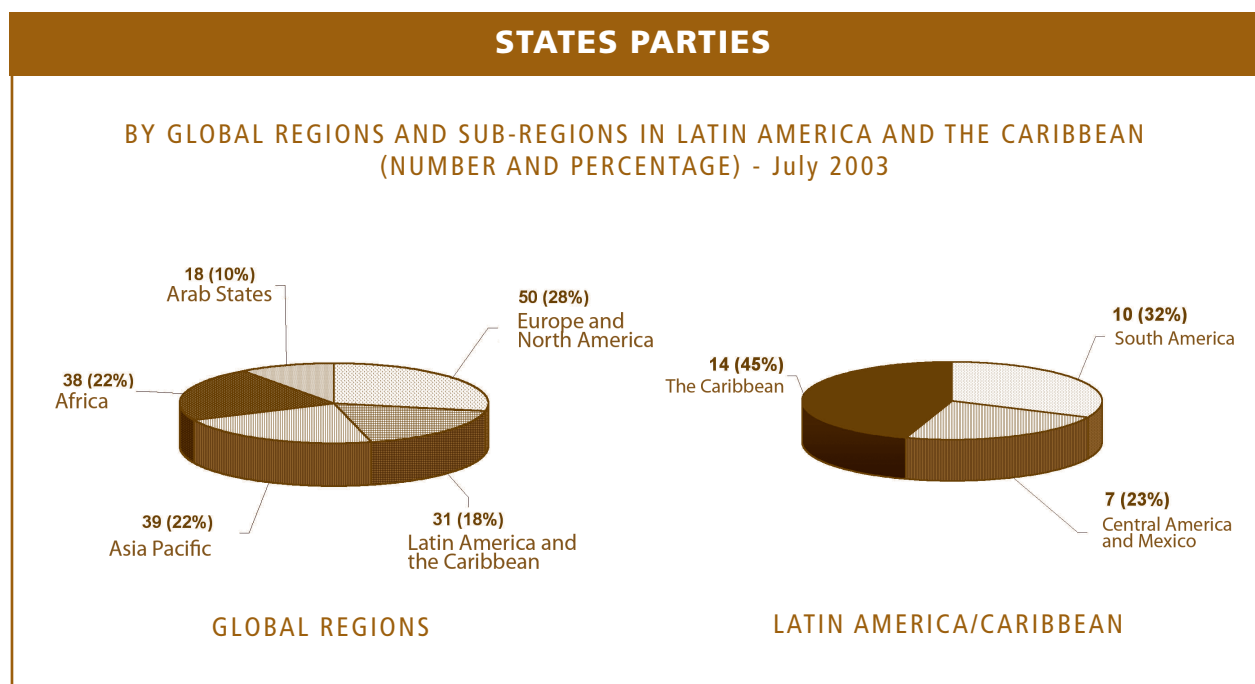 STATES PARTIES
BY GLOBAL REGIONS AND SUB-REGIONS IN LATIN AMERICA AND THE CARIBBEAN
(NUMBER AND PERCENTAGE) - July 2003
18 (10%)
Arab States
50 (28%)
Europe and
North America
38 (22%)
Africa
39 (22%)
Asia Pacific
31 (18%)
Latin America and
the Caribbean
GLOBAL REGIONS
10 (32%)
South America
14 (45%)
The Caribbean
7 (23%)
Central America
and Mexico
LATIN AMERICA/CARIBBEAN